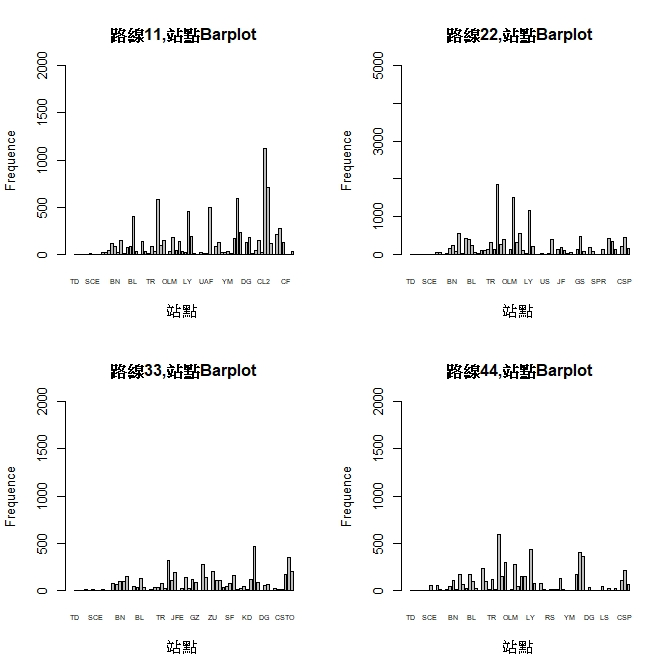 路線11,站點Barplot
Frequence
2000
1500
1000
500
0
TD SCE BN BL TR OLM LY UAF YM DG CL2 CF
站點
路線22,站點Barplot
Frequence
5000
3000
1000
0
TD SCE BN BL TR OLM LY US JF GS SPR CSP
站點
路線33,站點Barplot
Frequence
2000
1500
1000
500
0
TD SCE BN BL TR JFE GZ ZU SF KD DG CSTO
站點
路線44,站點Barplot
Frequence
2000
1500
1000
500
0
TD SCE BN BL TR OLM LY RS YM DG LS CSP
站點